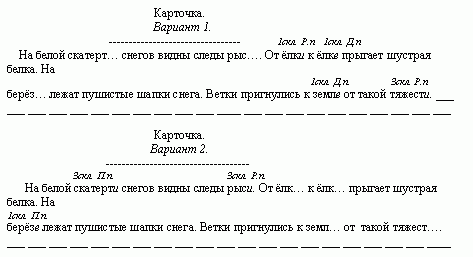 Карточка.
Вариант 1.
--------------------------------- 1скл. Р.п 1скл. Д.п
На белой скатерт… снегов видны следы рыс…. От ёлки к ёлке прыгает шустрая
белка. На
1скл. Д.п 3скл. Р.п
берёз… лежат пушистые шапки снега. Ветки пригнулись к земле от такой тяжести. ___
Карточка.
Вариант 2.
------------------------------------
3скл. П.п 3скл. Р.п
На белой скатерти снегов видны следы рыси. От ёлк… к ёлк… прыгает шустрая
белка. На
1скл. П.п
берёзе лежат пушистые шапки снега. Ветки пригнулись к земл… от такой тяжест….